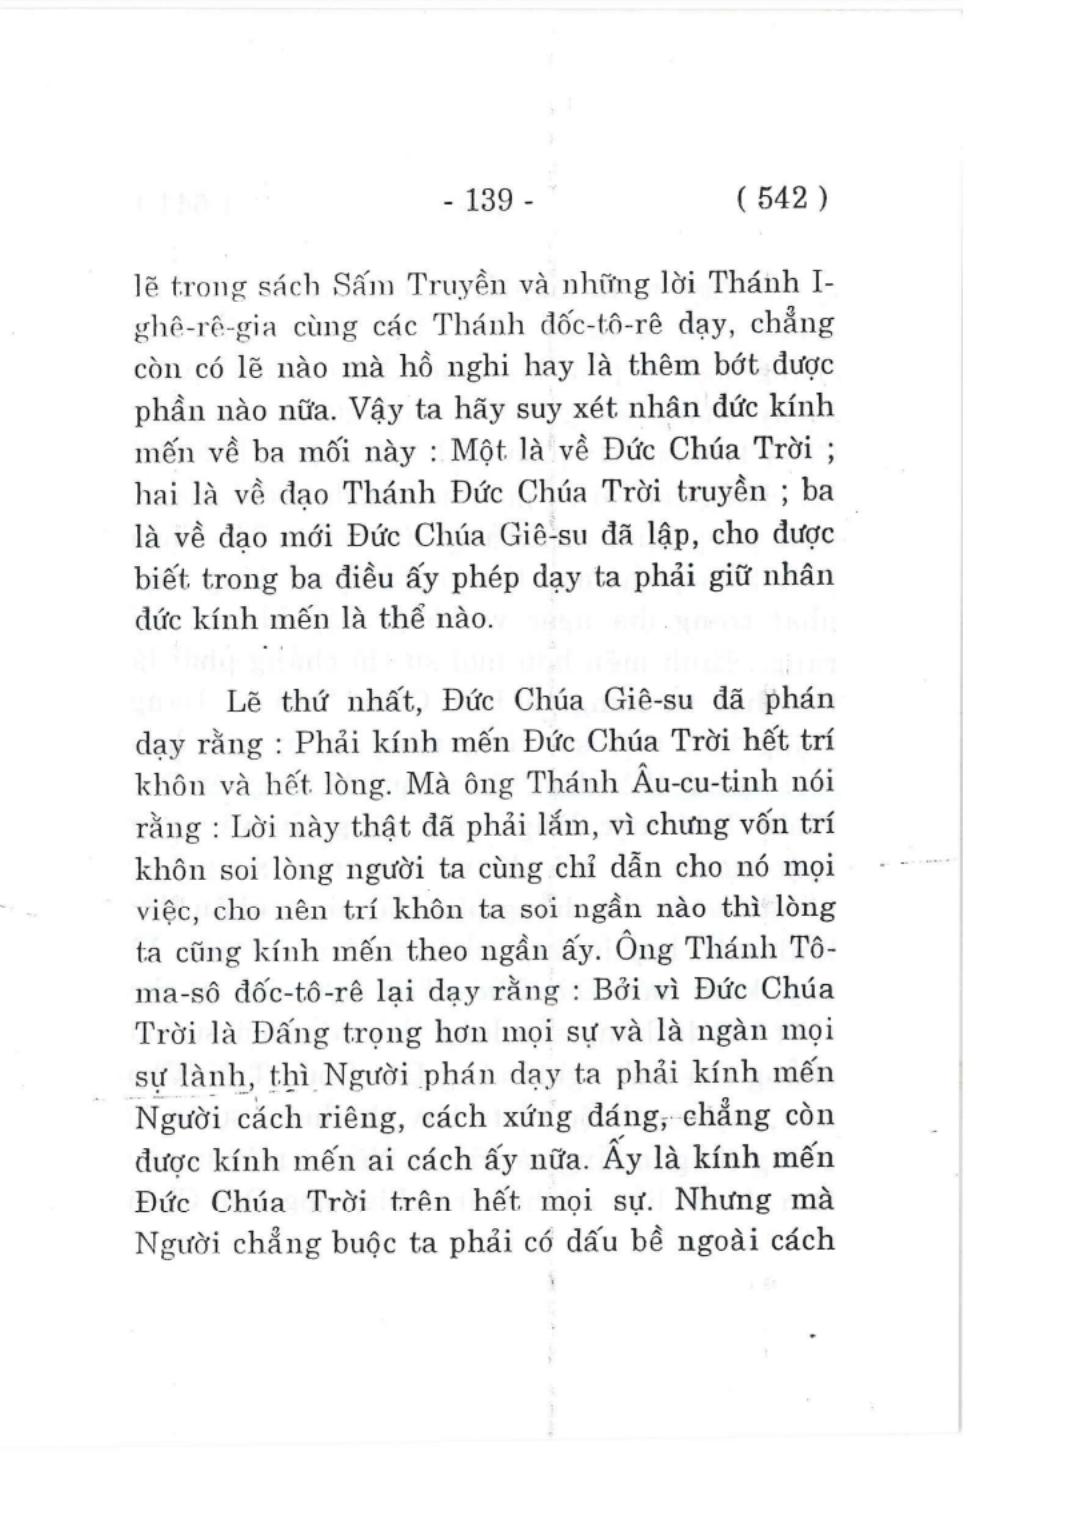 - 139 - ( 542 )
lẽ trong sách Sấm Truyền và những lời Thánh I-
ghê-rê-gia cùng các Thánh đốc-tô-rê dạy, chẳng
còn có lẽ nào mà hồ nghi hay là thêm bớt được
phần nào nữa. Vậy ta hãy suy xét nhân đức kính
mến về ba mối này : Một là về Đức Chúa Trời ;
hai là về đạo Thánh Đức Chúa Trời truyền ; ba
là về đạo mới Đức Chúa Giê-su đã lập, cho được
biết trong ba điều ấy phép dạy ta phải giữ nhân
đức kính mến là thể nào.
Lẽ thứ nhất, Đức Chúa Giê-su đã phán
dạy rằng : Phải kính mến Đức Chúa Trời hết trí
khôn và hết lòng. Mà ông Thánh Âu-cu-tinh nói
rằng : Lời này thật đã phải lắm, vì chưng vốn trí
khôn soi lòng người ta cùng chỉ dẫn cho nó mọi
việc, cho nên trí khôn ta soi ngần nào thì lòng
ta cũng kính mến theo ngần ấy. Ông Thánh Tô-
ma-sô đốc-tô-rê lại dạy rằng : Bởi vì Đức Chúa
Trời là Đấng trọng hơn mọi sự và là ngàn mọi
sự lành, thì Người phán dạy ta phải kính mến
Người cách riêng, cách xứng đáng, chẳng còn
được kính mến ai cách ấy nữa. Ấy là kính mến
Đức Chúa Trời trên hết mọi sự. Nhưng mà
Người chẳng buộc ta phải có dấu bề ngoài cách